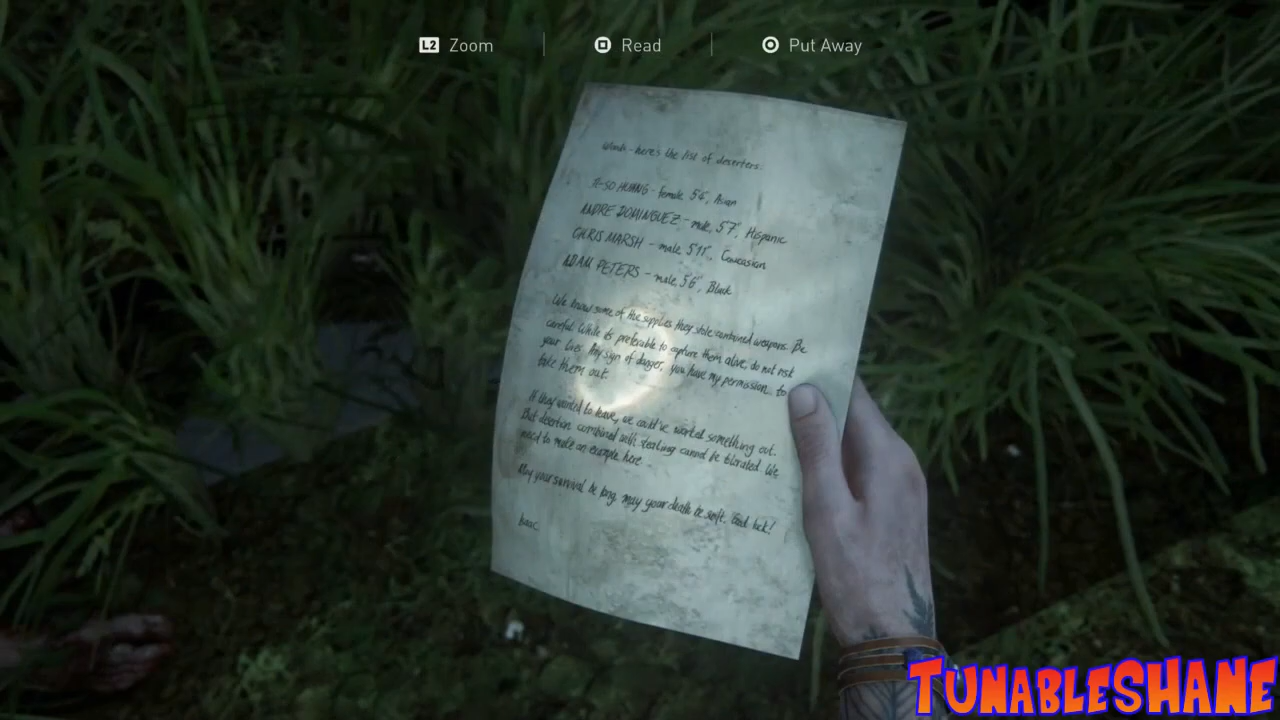 L2 Zoom
Read
Put Away
here's the list of deserters:
HUANG - female 5'6", Asian
ANDRE DOMINGUEZ - male 5'7", Hispanic
CHRIS MARSH - male 5'11", Caucasian
ADAM PETERS - male 5'6", Black
We know some of the supplies they stole contained weapons. Be
careful. While it's preferable to capture them alive, do not risk
your lives. Any sign of danger, you have my permission to
take them out.
If they wanted to leave, we could've worked something out.
But desertion combined with stealing cannot be tolerated. We
need to make an example here.
May your survival be long, may your death be swift. Good luck!
Isaac
TUNABLESHANE